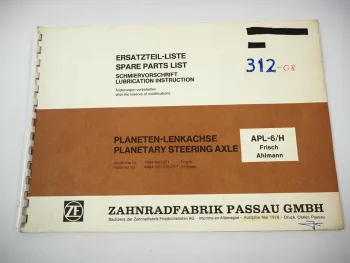 ERSATZTEIL-LISTE
SPARE PARTS LIST
SCHMIERVORSCHRIFT
LUBRICATION INSTRUCTION
Änderungen vorbehalten
With the reserve of modifications
312-08
PLANETEN-LENKACHSE
PLANETARY STEERING AXLE
APL-6/H
Frisch
Ahlmann
ZF
ZAHNRADFABRIK PASSAU GMBH